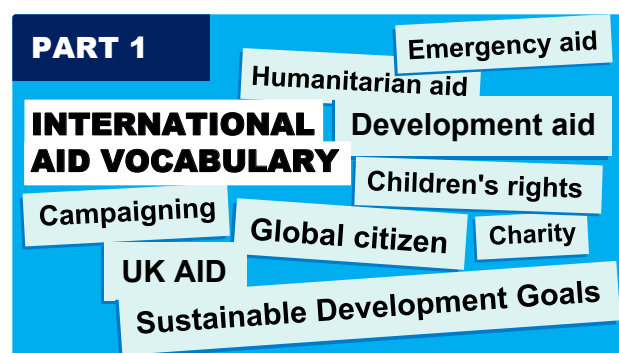 PART 1
Emergency aid
Humanitarian aid
INTERNATIONAL
AID VOCABULARY
Development aid
Children's rights
Campaigning
Global citizen
Charity
UK AID
Sustainable Development Goals